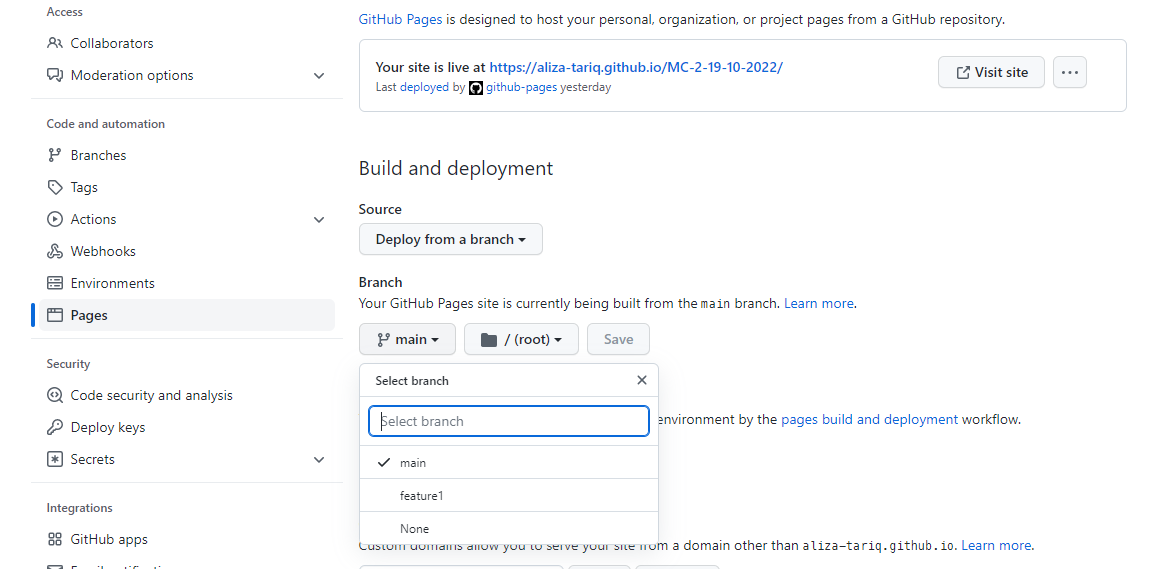 Access
Collaborators
Moderation options
Code and automation
Branches
Tags
Actions
Webhooks
Environments
Pages
Security
Code security and analysis
Deploy keys
Secrets
Integrations
GitHub apps
GitHub Pages is designed to host your personal, organization, or project pages from a GitHub repository.
Your site is live at https://aliza-tariq.github.io/MC-2-19-10-2022/
Last deployed by github-pages yesterday
Visit site
Build and deployment
Source
Deploy from a branch
Branch
Your GitHub Pages site is currently being built from the main branch. Learn more.
main / (root) Save
Select branch
Select branch
environment by the pages build and deployment workflow.
main
feature1
None
Custom domains allow you to serve your site from a domain other than aliza-tariq.github.io. Learn more.